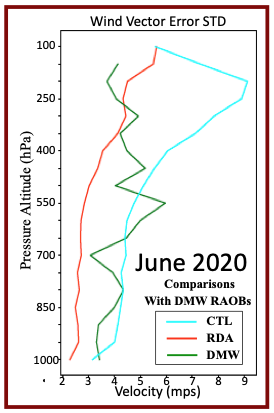 Wind Vector Error STD
Pressure Altitude (hPa)
100
250
400
550
700
850
1000
June 2020
Comparisons
With DMW RAOBs
CTL
RDA
DMW
2 3 4 5 6 7 8 9
Velocity (mps)